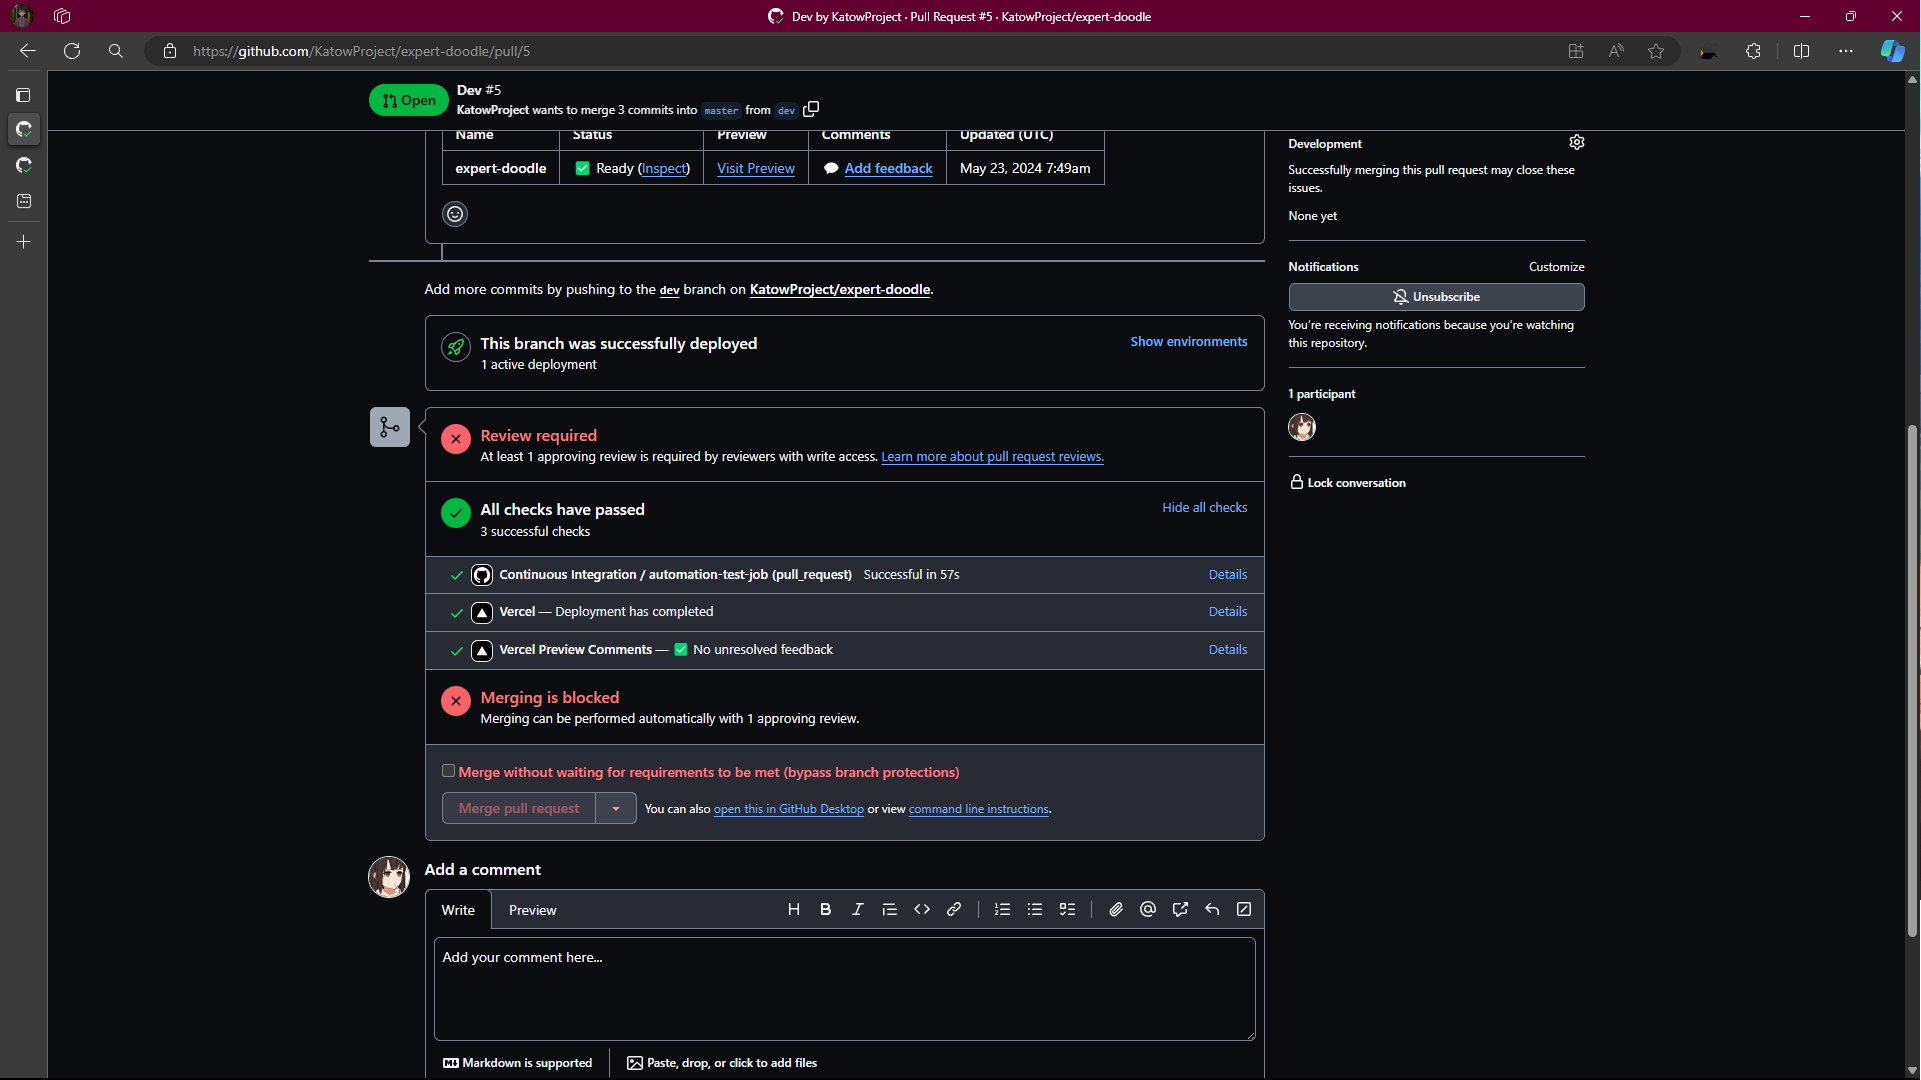 Dev by KatowProject · Pull Request #5 · KatowProject/expert-doodle
https://github.com/KatowProject/expert-doodle/pull/5
Open
Dev #5
KatowProject wants to merge 3 commits into master from dev
Name Status Preview Comments Updated (UTC)
expert-doodle ✅ Ready (Inspect) Visit Preview 💬 Add feedback May 23, 2024 7:49am
Add more commits by pushing to the dev branch on KatowProject/expert-doodle.
This branch was successfully deployed
1 active deployment
Show environments
Review required
At least 1 approving review is required by reviewers with write access. Learn more about pull request reviews.
All checks have passed
3 successful checks
Hide all checks
Continuous Integration / automation-test-job (pull_request) Successful in 57s Details
Vercel — Deployment has completed Details
Vercel Preview Comments — ✅ No unresolved feedback Details
Merging is blocked
Merging can be performed automatically with 1 approving review.
Merge without waiting for requirements to be met (bypass branch protections)
Merge pull request You can also open this in GitHub Desktop or view command line instructions.
Add a comment
Write Preview
Add your comment here...
Markdown is supported Paste, drop, or click to add files
Development
Successfully merging this pull request may close these
issues.
None yet
Notifications Customize
Unsubscribe
You're receiving notifications because you're watching
this repository.
1 participant
Lock conversation